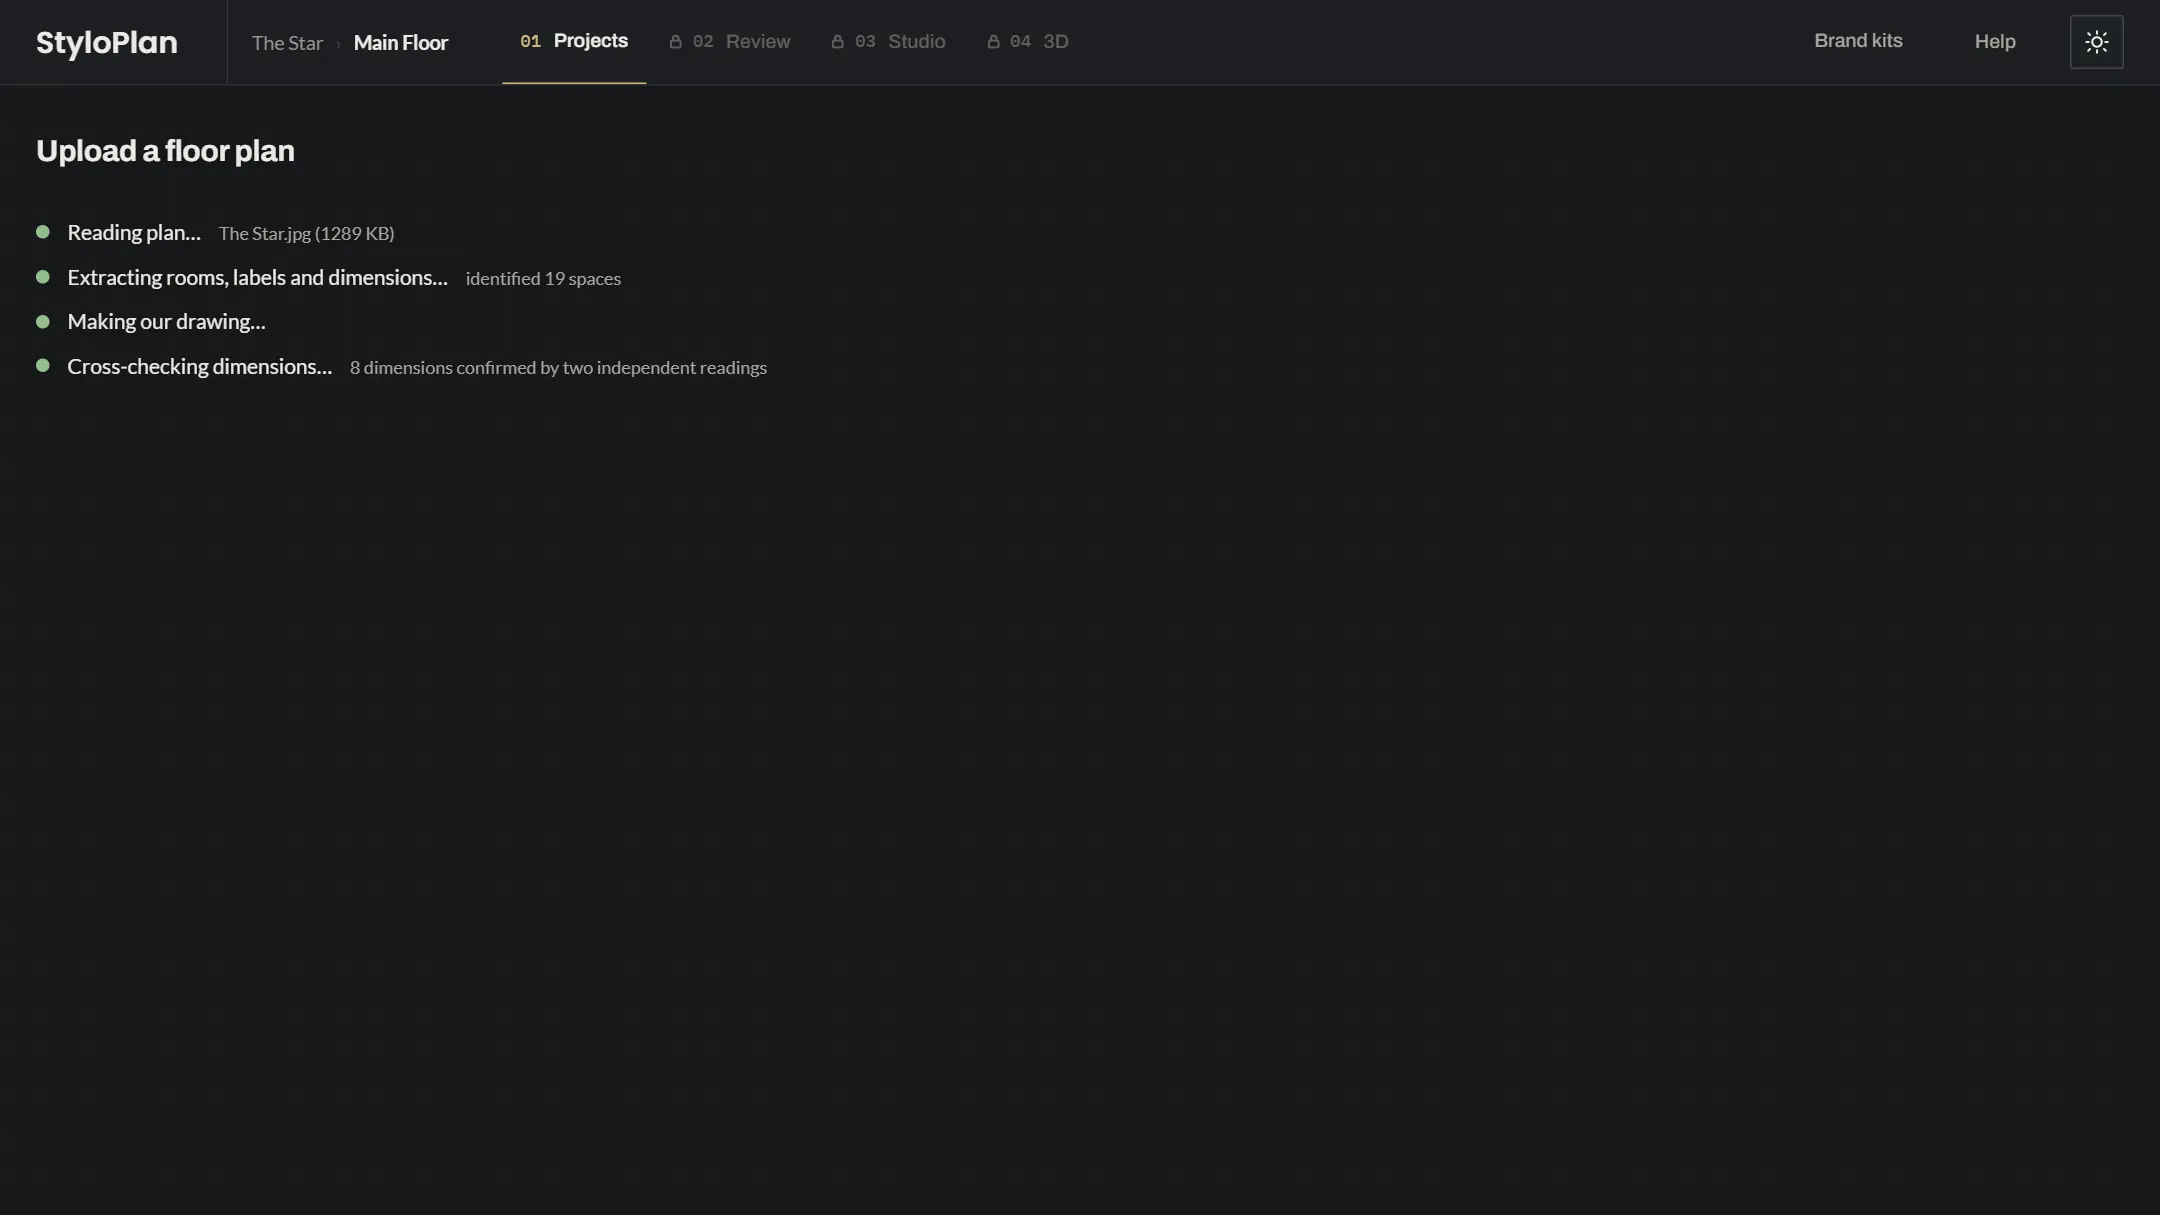 StyloPlan
The Star › Main Floor
01 Projects
02 Review
03 Studio
04 3D
Brand kits
Help
Upload a floor plan
Reading plan... The Star.jpg (1289 KB)
Extracting rooms, labels and dimensions... identified 19 spaces
Making our drawing...
Cross-checking dimensions... 8 dimensions confirmed by two independent readings